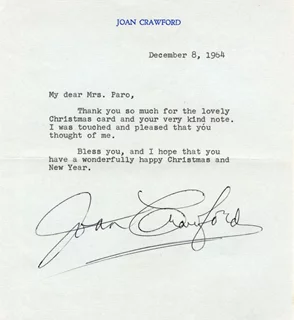 JOAN CRAWFORD
December 8, 1964
My dear Mrs. Faro,
Thank you so much for the lovely
Christmas card and your very kind note.
I was touched and pleased that you
thought of me.
Bless you, and I hope that you
have a wonderfully happy Christmas and
New Year.
Joan Crawford